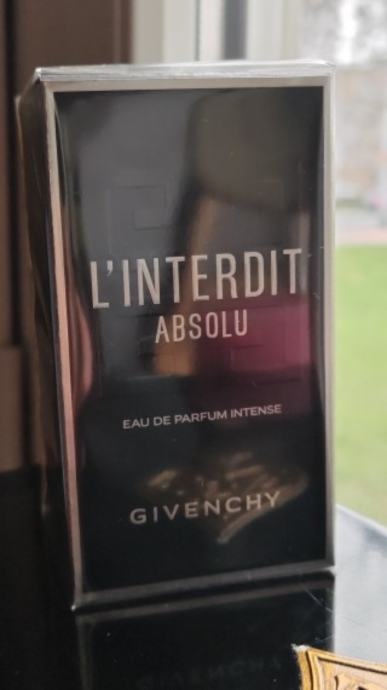 L'INTERDIT
ABSOLU
EAU DE PARFUM INTENSE
GIVENCHY